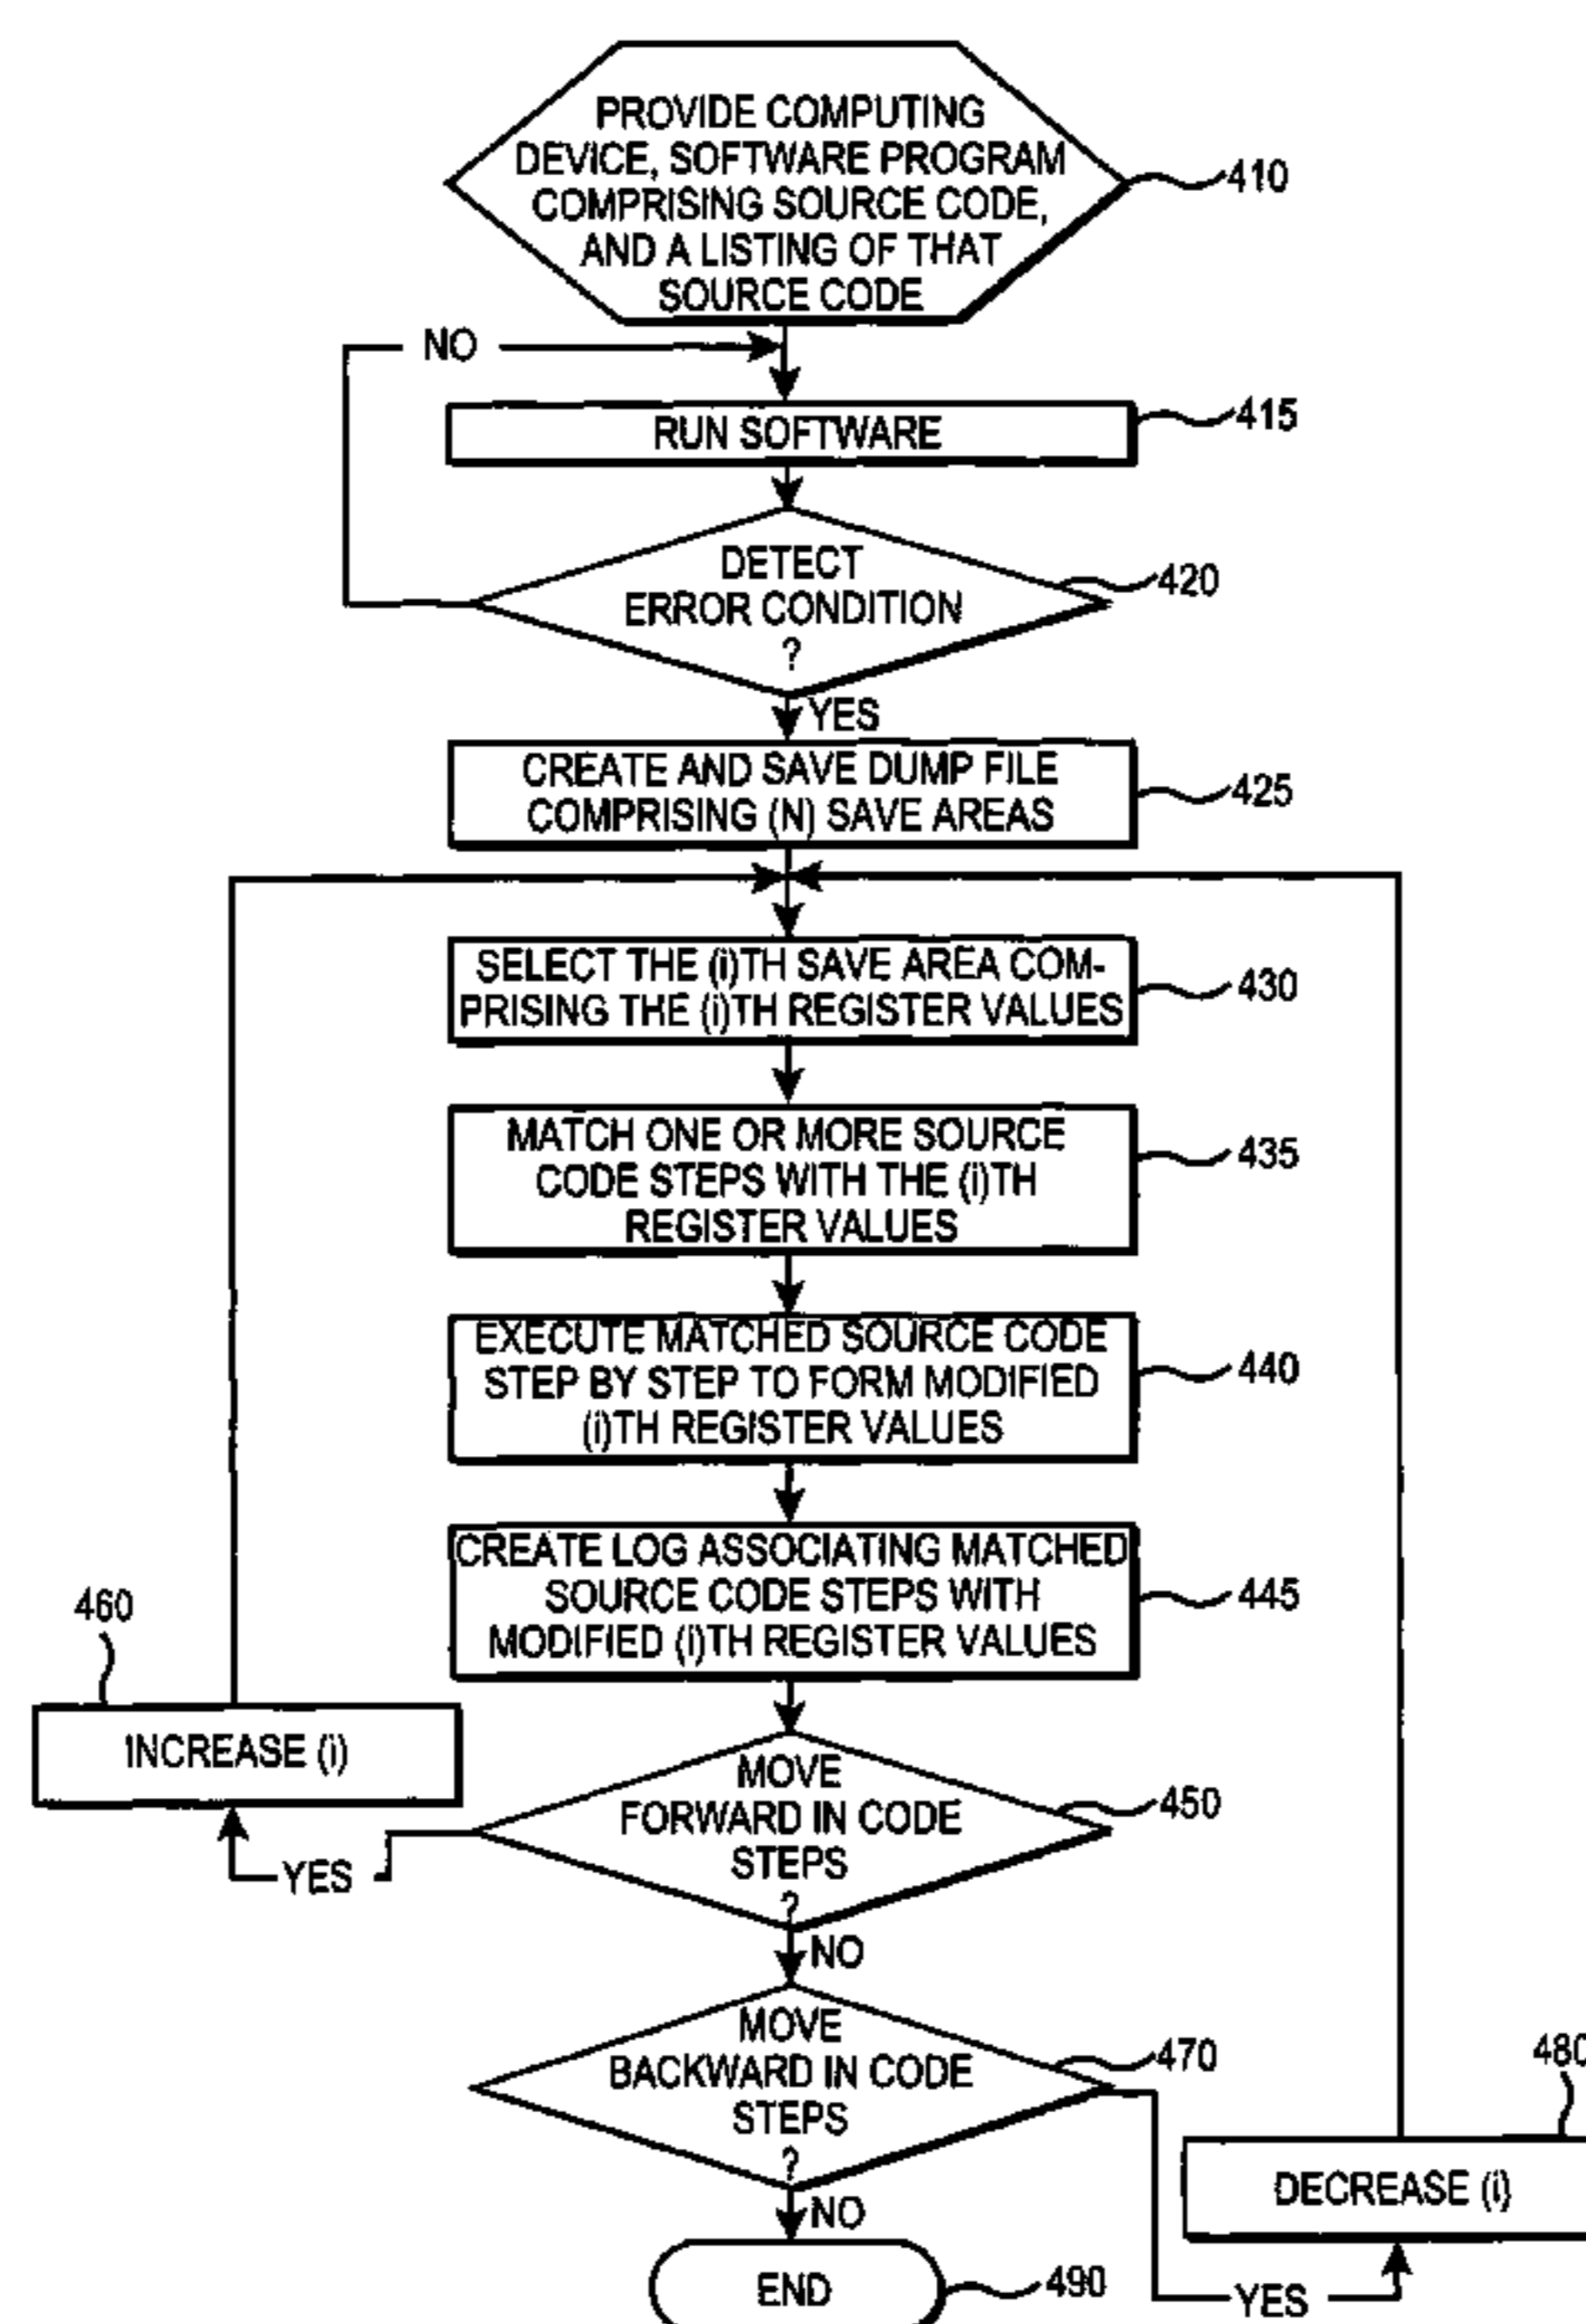 PROVIDE COMPUTING
DEVICE, SOFTWARE PROGRAM
COMPRISING SOURCE CODE,
AND A LISTING OF THAT
SOURCE CODE
410
NO
RUN SOFTWARE
415
DETECT
ERROR CONDITION
?
420
YES
CREATE AND SAVE DUMP FILE
COMPRISING (N) SAVE AREAS
425
SELECT THE (i)TH SAVE AREA COM-
PRISING THE (i)TH REGISTER VALUES
430
MATCH ONE OR MORE SOURCE
CODE STEPS WITH THE (i)TH
REGISTER VALUES
435
EXECUTE MATCHED SOURCE CODE
STEP BY STEP TO FORM MODIFIED
(i)TH REGISTER VALUES
440
CREATE LOG ASSOCIATING MATCHED
SOURCE CODE STEPS WITH
MODIFIED (i)TH REGISTER VALUES
445
460
INCREASE (i)
MOVE
FORWARD IN CODE
STEPS
?
450
YES
NO
MOVE
BACKWARD IN CODE
STEPS
?
470
480
DECREASE (i)
NO
YES
END
490